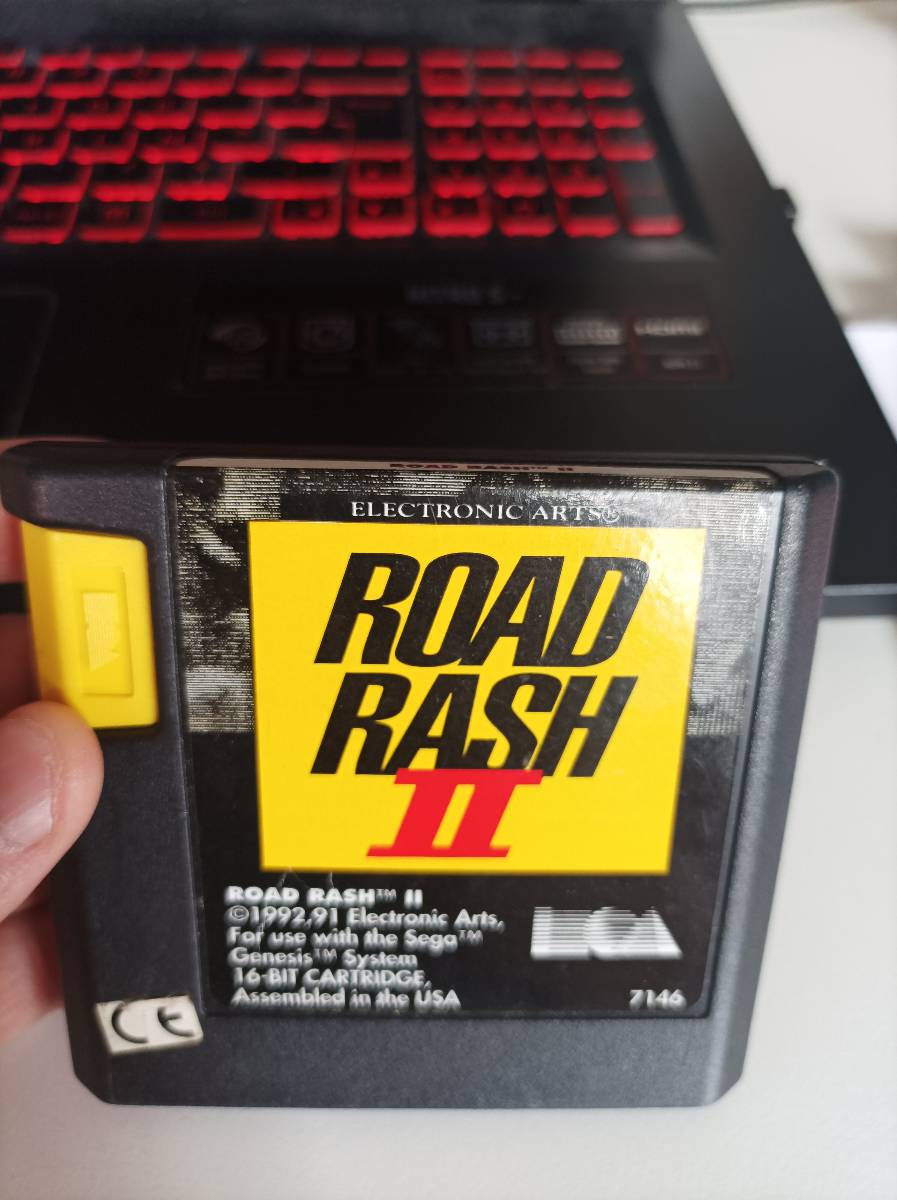 ROAD RASH™ II
ELECTRONIC ARTS®
ROAD
RASH
II
ROAD RASH™ II
©1992,91 Electronic Arts,
For use with the Sega™
Genesis™ System
16-BIT CARTRIDGE,
Assembled in the USA
EA
7146
CE